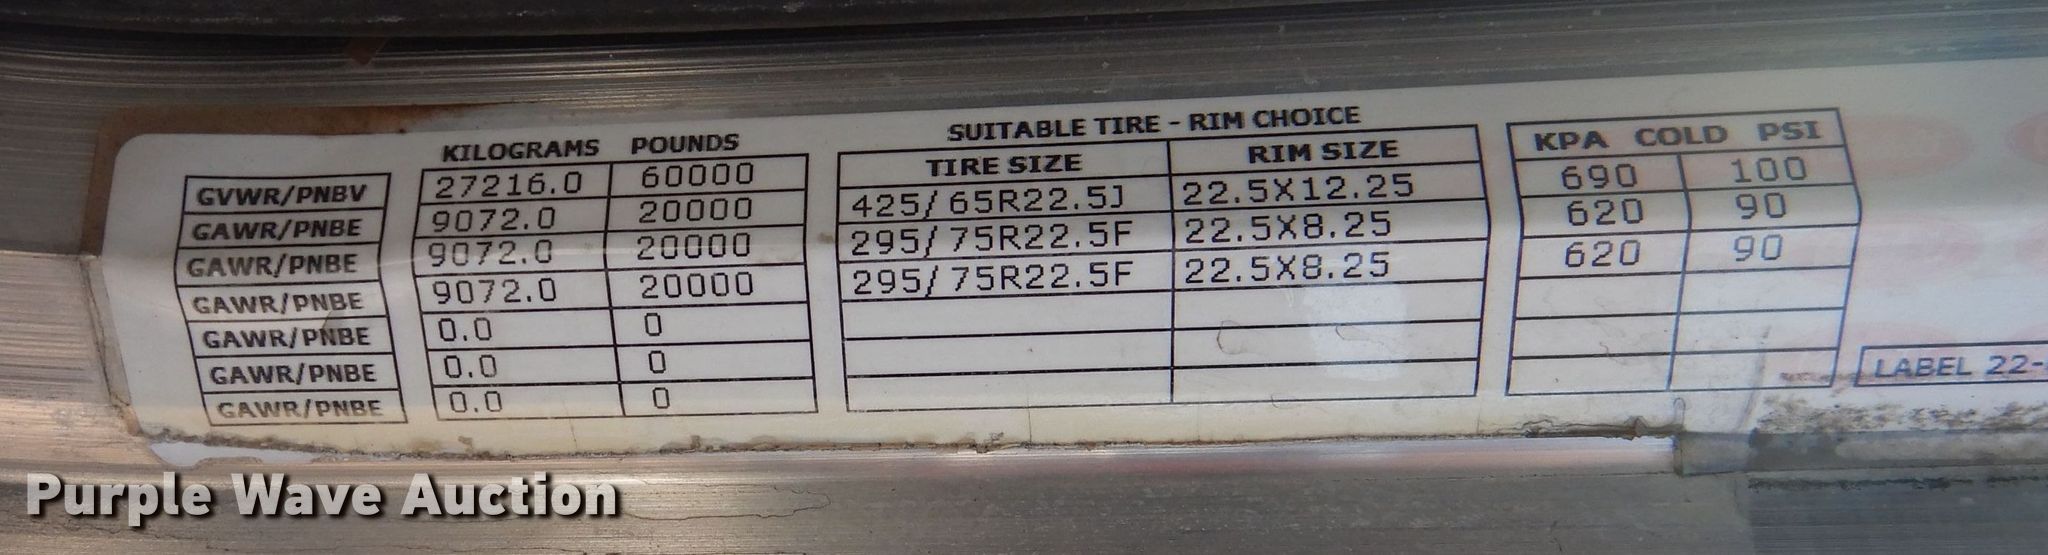 SUITABLE TIRE - RIM CHOICE
KILOGRAMS POUNDS TIRE SIZE RIM SIZE KPA COLD PSI
GVWR/PNBV 27216.0 60000 425/65R22.5J 22.5X12.25 690 100
GAWR/PNBE 9072.0 20000 295/75R22.5F 22.5X8.25 620 90
GAWR/PNBE 9072.0 20000 295/75R22.5F 22.5X8.25 620 90
GAWR/PNBE 9072.0 20000
GAWR/PNBE 0.0 0
GAWR/PNBE 0.0 0
GAWR/PNBE 0.0 0
LABEL 22-
Purple Wave Auction